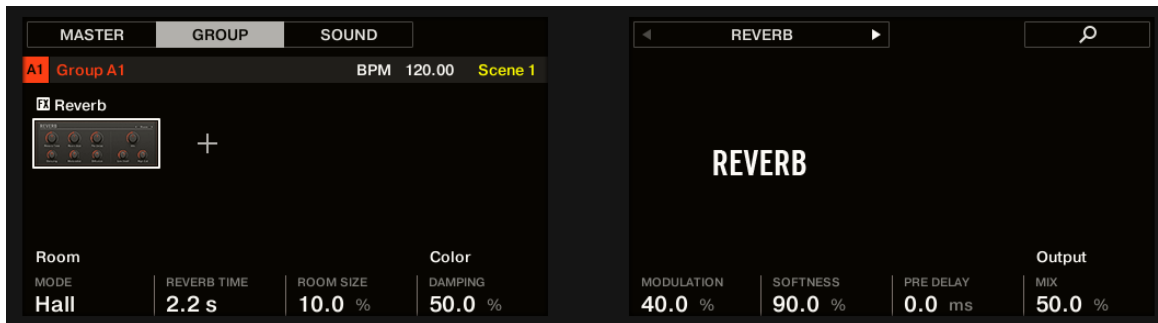 MASTER GROUP SOUND
A1 Group A1 BPM 120.00 Scene 1
FX Reverb
REVERB
Room Color
MODE REVERB TIME ROOM SIZE DAMPING
Hall 2.2 s 10.0 % 50.0 %
REVERB
REVERB
Output
MODULATION SOFTNESS PRE DELAY MIX
40.0 % 90.0 % 0.0 ms 50.0 %